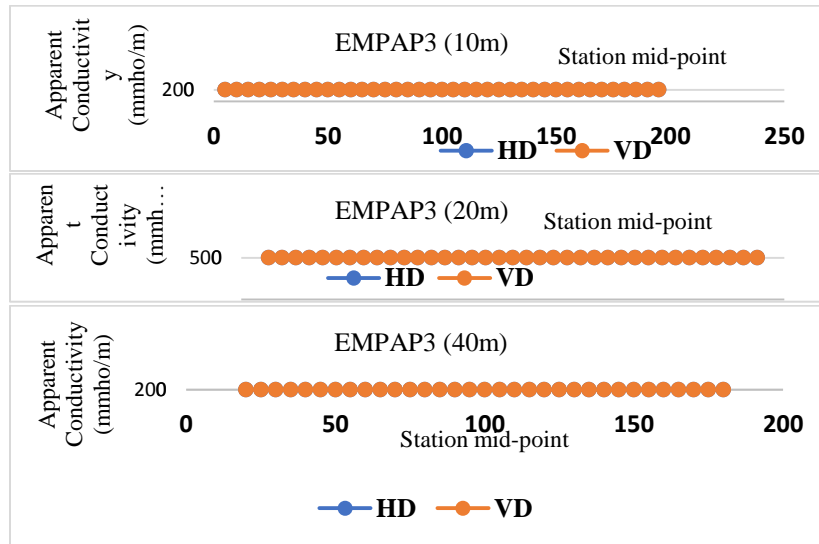 EMPAP3 (10m)
Station mid-point
Apparent
Conductivit
y
(mmho/m)
200
0 50 100 150 200 250
HD VD
EMPAP3 (20m)
Station mid-point
Apparen
t
Conduct
ivity
(mmh…
500
HD VD
EMPAP3 (40m)
Apparent
Conductivity
(mmho/m)
200
0 50 100 150 200
Station mid-point
HD VD